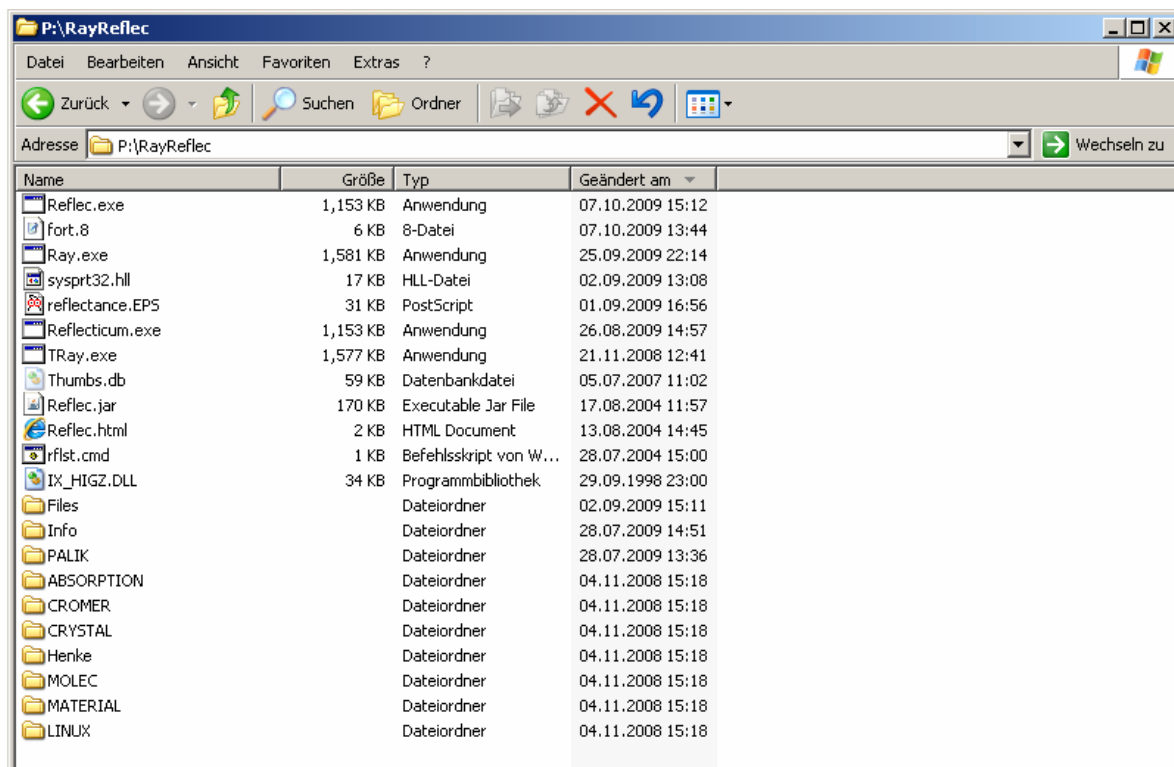 P:\RayReflec
Datei Bearbeiten Ansicht Favoriten Extras ?
Zurück Suchen Ordner
Adresse P:\RayReflec Wechseln zu
Name Größe Typ Geändert am
Reflec.exe 1,153 KB Anwendung 07.10.2009 15:12
fort.8 6 KB 8-Datei 07.10.2009 13:44
Ray.exe 1,581 KB Anwendung 25.09.2009 22:14
sysprt32.hll 17 KB HLL-Datei 02.09.2009 13:08
reflectance.EPS 31 KB PostScript 01.09.2009 16:56
Reflecticum.exe 1,153 KB Anwendung 26.08.2009 14:57
TRay.exe 1,577 KB Anwendung 21.11.2008 12:41
Thumbs.db 59 KB Datenbankdatei 05.07.2007 11:02
Reflec.jar 170 KB Executable Jar File 17.08.2004 11:57
Reflec.html 2 KB HTML Document 13.08.2004 14:45
rflst.cmd 1 KB Befehlsskript von W... 28.07.2004 15:00
IX_HIGZ.DLL 34 KB Programmbibliothek 29.09.1998 23:00
Files Dateiordner 02.09.2009 15:11
Info Dateiordner 28.07.2009 14:51
PALIK Dateiordner 28.07.2009 13:36
ABSORPTION Dateiordner 04.11.2008 15:18
CROMER Dateiordner 04.11.2008 15:18
CRYSTAL Dateiordner 04.11.2008 15:18
Henke Dateiordner 04.11.2008 15:18
MOLEC Dateiordner 04.11.2008 15:18
MATERIAL Dateiordner 04.11.2008 15:18
LINUX Dateiordner 04.11.2008 15:18